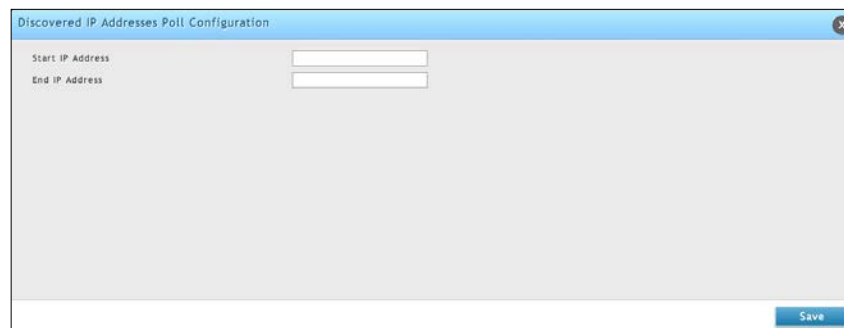 Discovered IP Addresses Poll Configuration
Start IP Address
End IP Address
Save